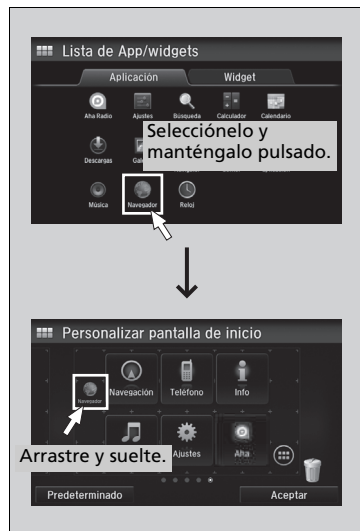 Lista de App/widgets
Aplicación Widget
Aha Radio Ajustes Búsqueda Calculador Calendario
Selecciónelo y
manténgalo pulsado.
Descargas
Música Navegador Reloj
Personalizar pantalla de inicio
Navegador Navegación Teléfono Info
Arrastre y suelte.
Ajustes Aha
Predeterminado Aceptar